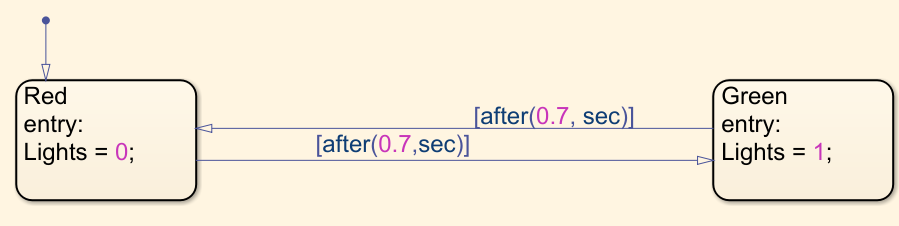 Red
entry:
Lights = 0;
[after(0.7, sec)]
[after(0.7,sec)]
Green
entry:
Lights = 1;